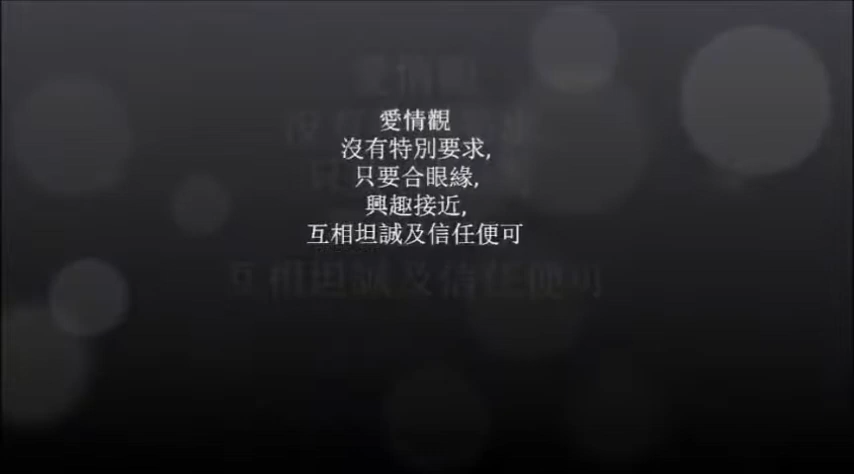 愛情觀
沒有特別要求,
只要合眼緣,
興趣接近,
互相坦誠及信任便可